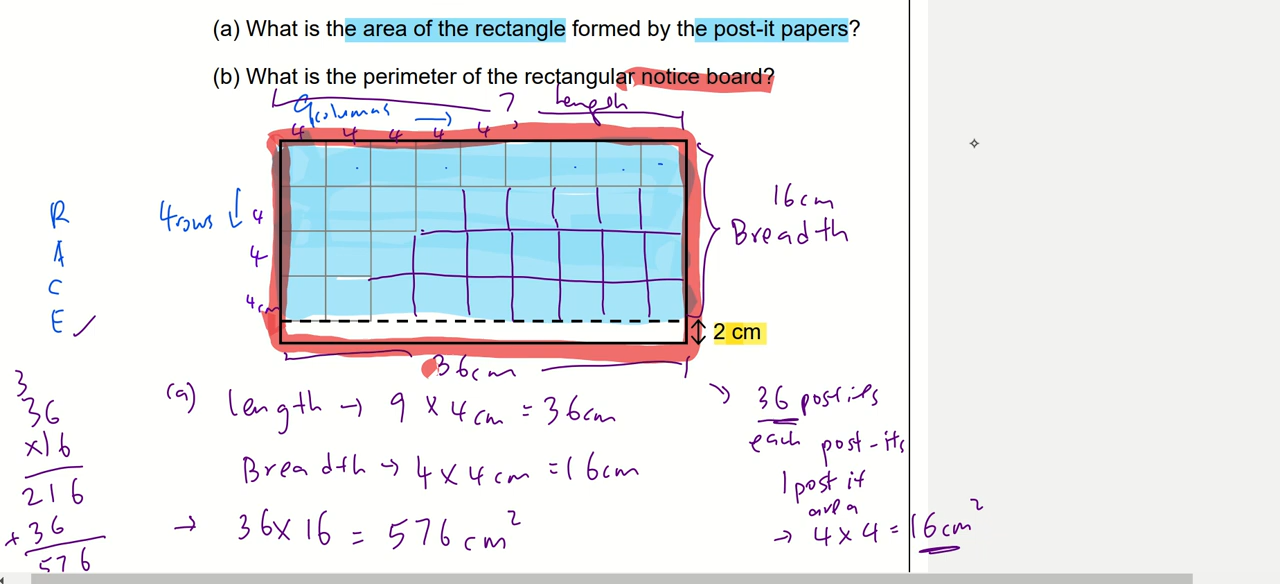 (a) What is the area of the rectangle formed by the post-it papers?
(b) What is the perimeter of the rectangular notice board?
9 columns → ? Length
4 4 4 4 4
R
A
C
E ✓
4 rows ↓ 4
4
4cm
16cm
Breadth
2 cm
36cm
(a) length → 9 × 4cm = 36cm
Breadth → 4 × 4cm = 16cm
→ 36 × 16 = 576 cm²
3
36
×16
216
+36
576
→ 36 post its
each post-its
1 post it
area
→ 4 × 4 = 16cm²